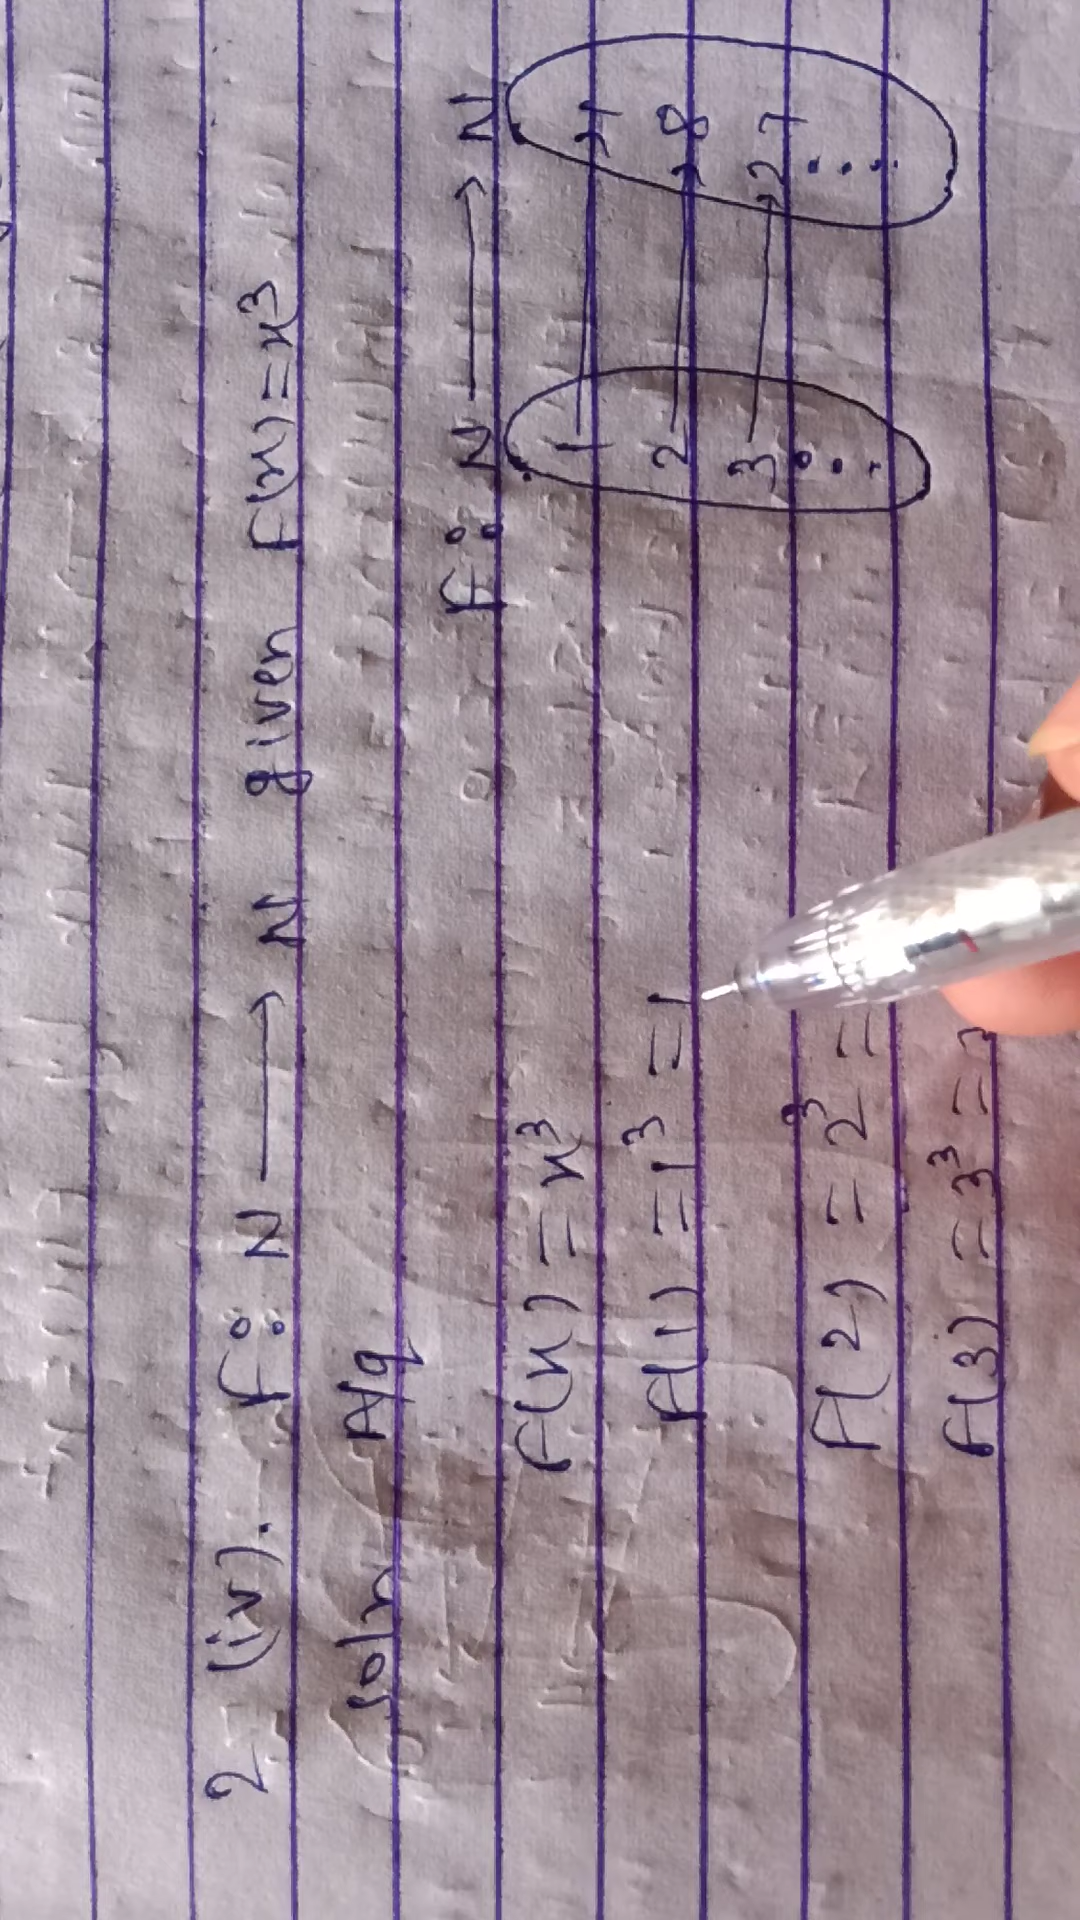 2 (iv). f: N → N given f(x) = x³
soln A/q
f: N → N
f(x) = x³
f(1) = 1³ = 1
f(2) = 2³ =
f(3) = 3³ =
1 → 1
2 → 8
3 → 27